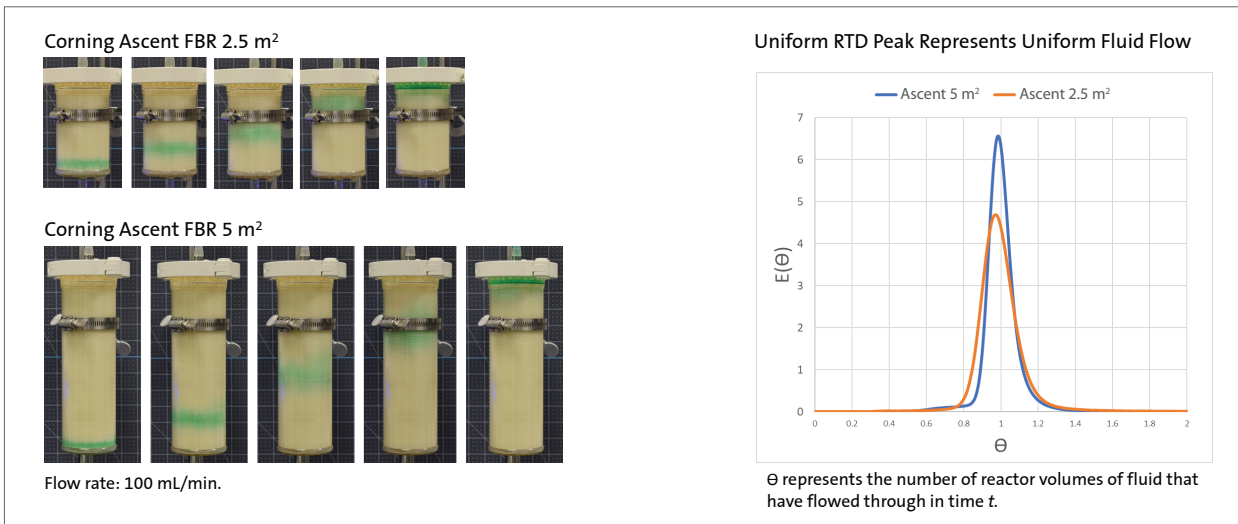 Corning Ascent FBR 2.5 m²
Corning Ascent FBR 5 m²
Flow rate: 100 mL/min.
Uniform RTD Peak Represents Uniform Fluid Flow
Ascent 5 m² Ascent 2.5 m²
7
6
5
4
3
2
1
0
E(Θ)
0 0.2 0.4 0.6 0.8 1 1.2 1.4 1.6 1.8 2
Θ
Θ represents the number of reactor volumes of fluid that
have flowed through in time t.